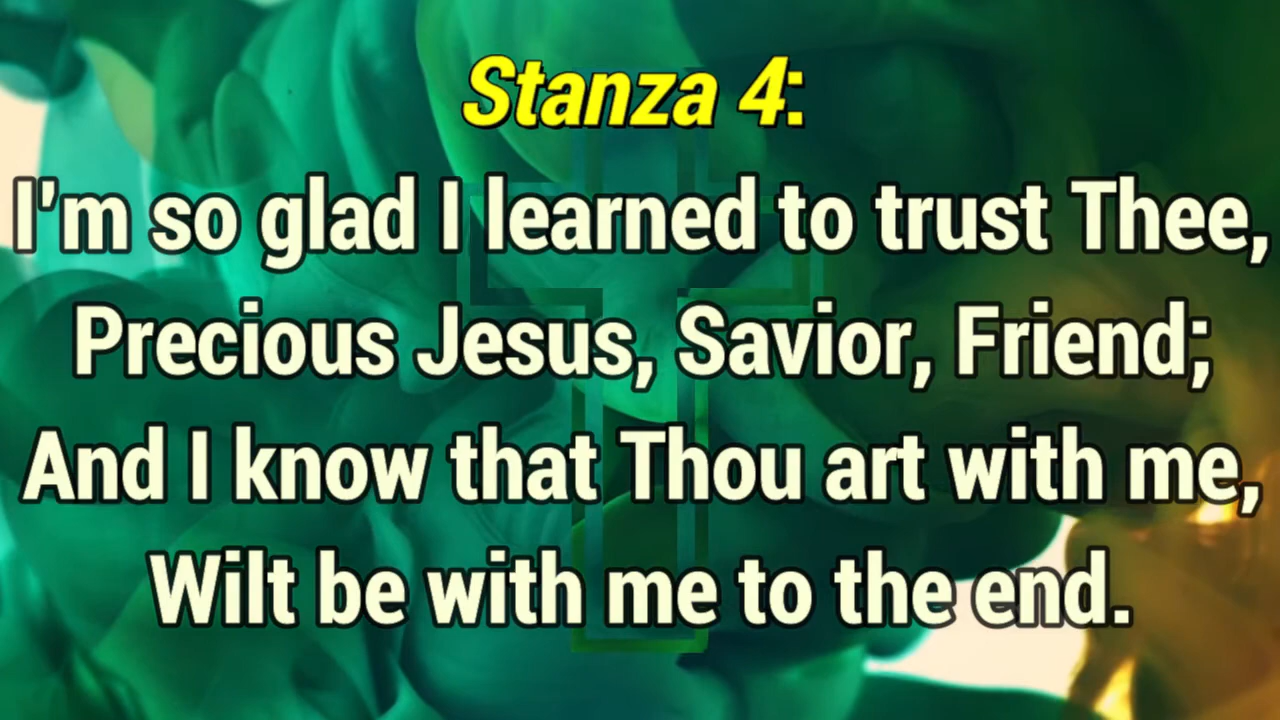 Stanza 4:
I'm so glad I learned to trust Thee,
Precious Jesus, Savior, Friend;
And I know that Thou art with me,
Wilt be with me to the end.